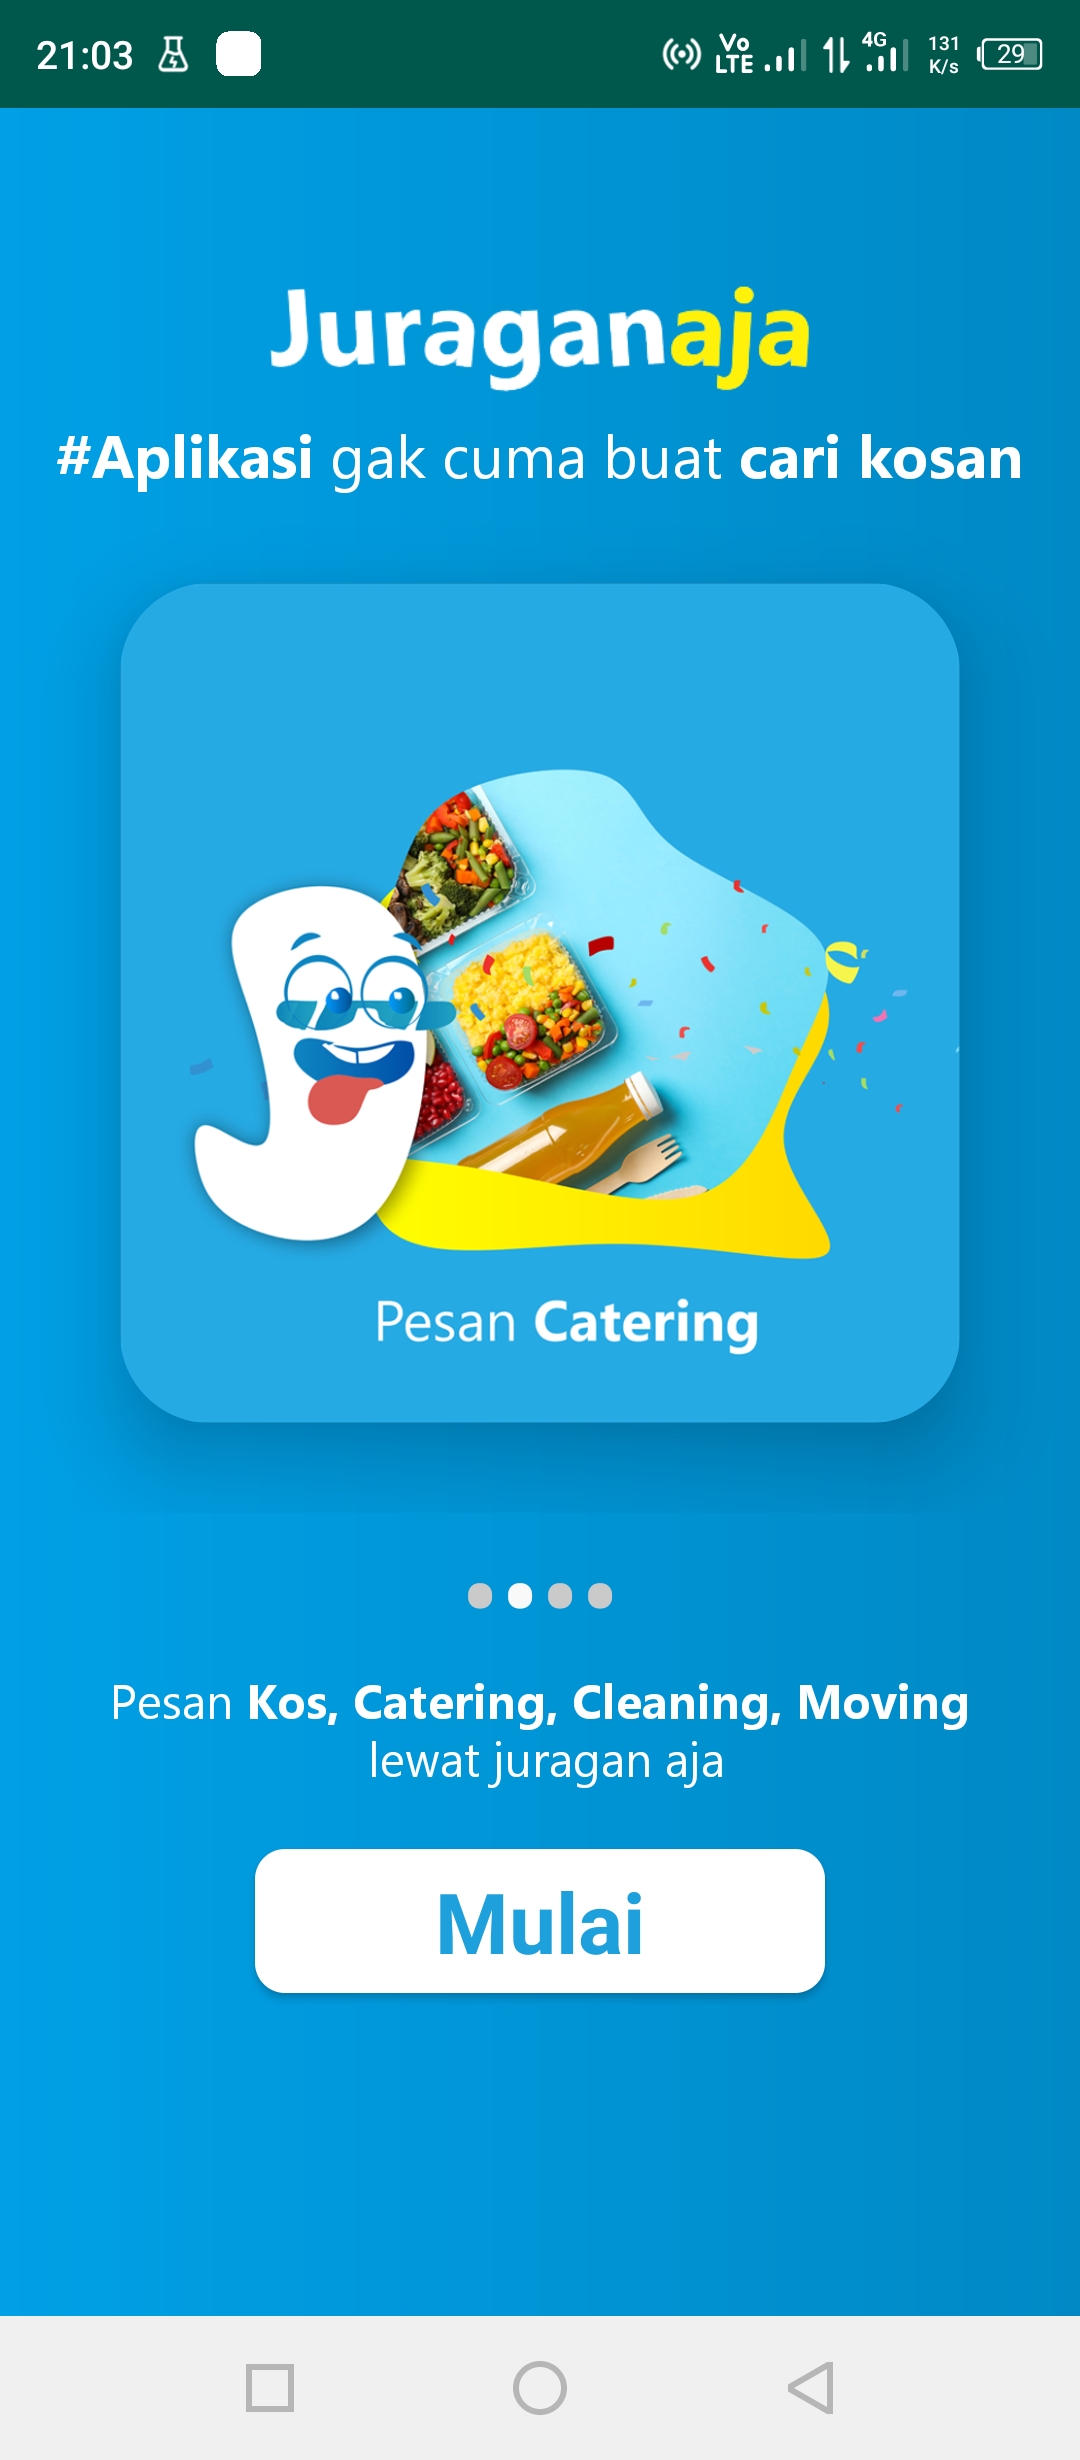 21:03
Vo LTE 4G 131 K/s 29
Juraganaja
#Aplikasi gak cuma buat cari kosan
Pesan Catering
Pesan Kos, Catering, Cleaning, Moving
lewat juragan aja
Mulai